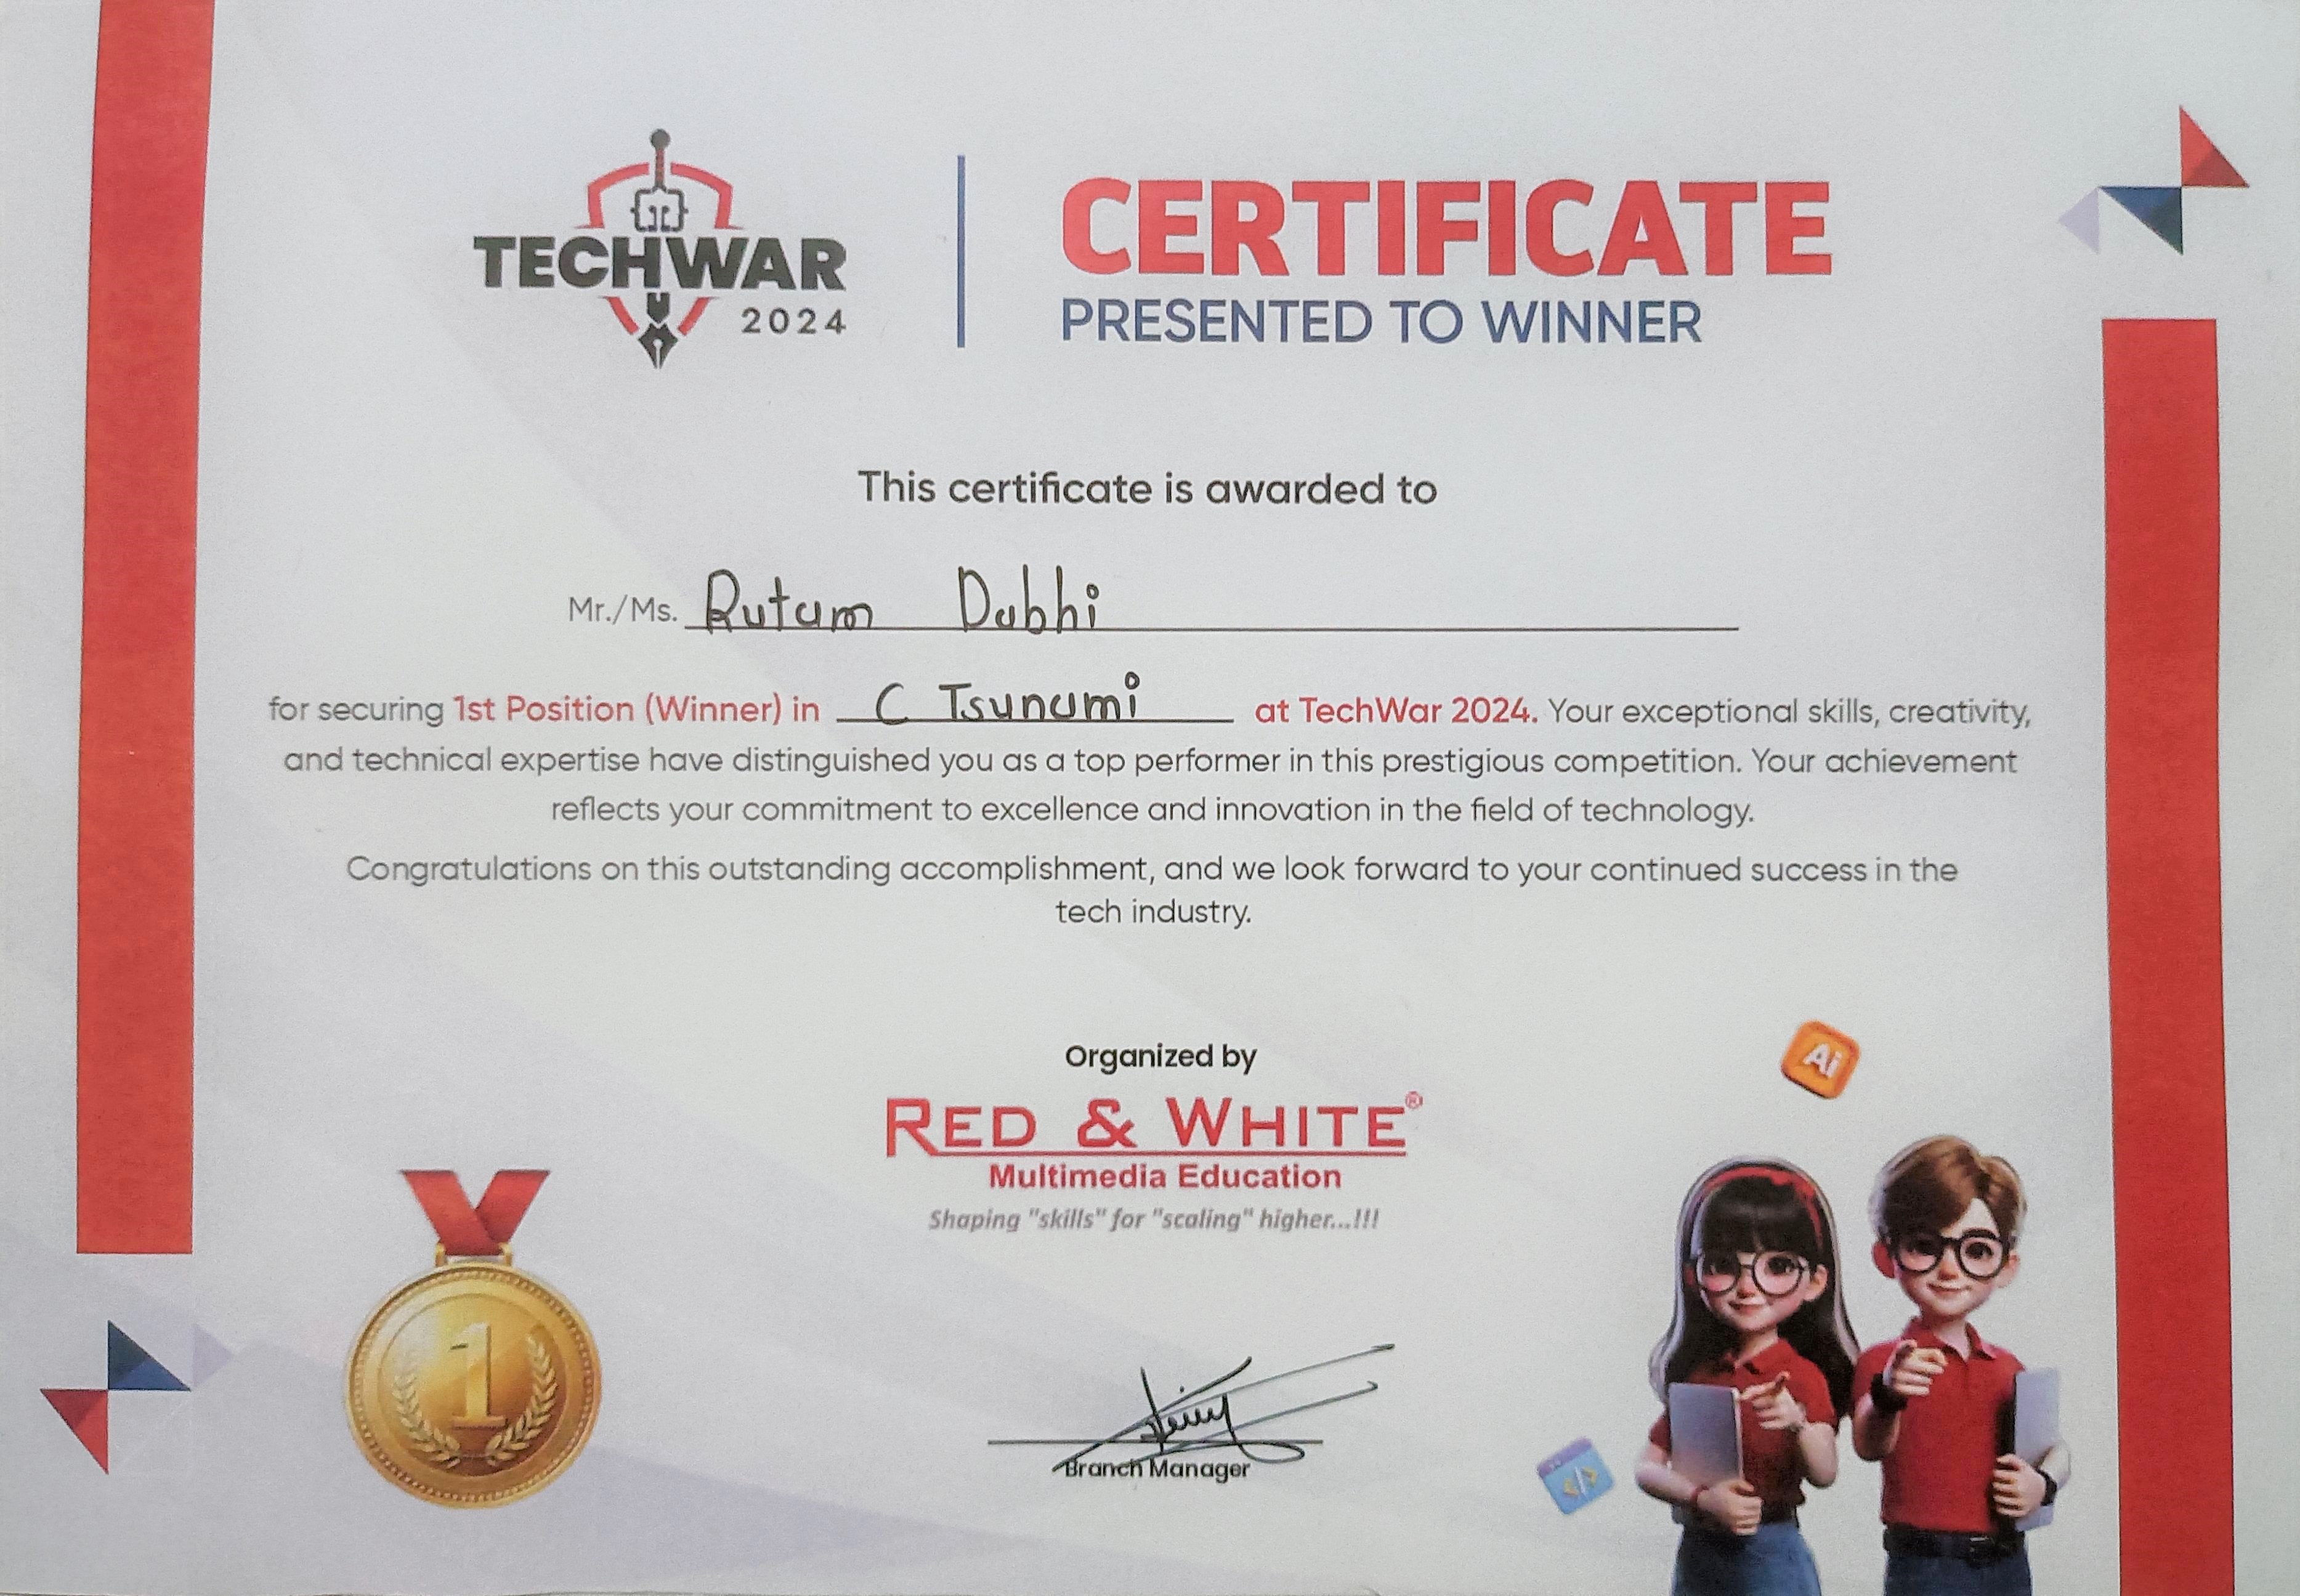 TECHWAR
2024
CERTIFICATE
PRESENTED TO WINNER
This certificate is awarded to
Mr./Ms. Rutam Dabhi
for securing 1st Position (Winner) in C Tsunami at TechWar 2024. Your exceptional skills, creativity,
and technical expertise have distinguished you as a top performer in this prestigious competition. Your achievement
reflects your commitment to excellence and innovation in the field of technology.
Congratulations on this outstanding accomplishment, and we look forward to your continued success in the
tech industry.
Organized by
RED & WHITE®
Multimedia Education
Shaping "skills" for "scaling" higher...!!!
Ai
1
</>
Branch Manager